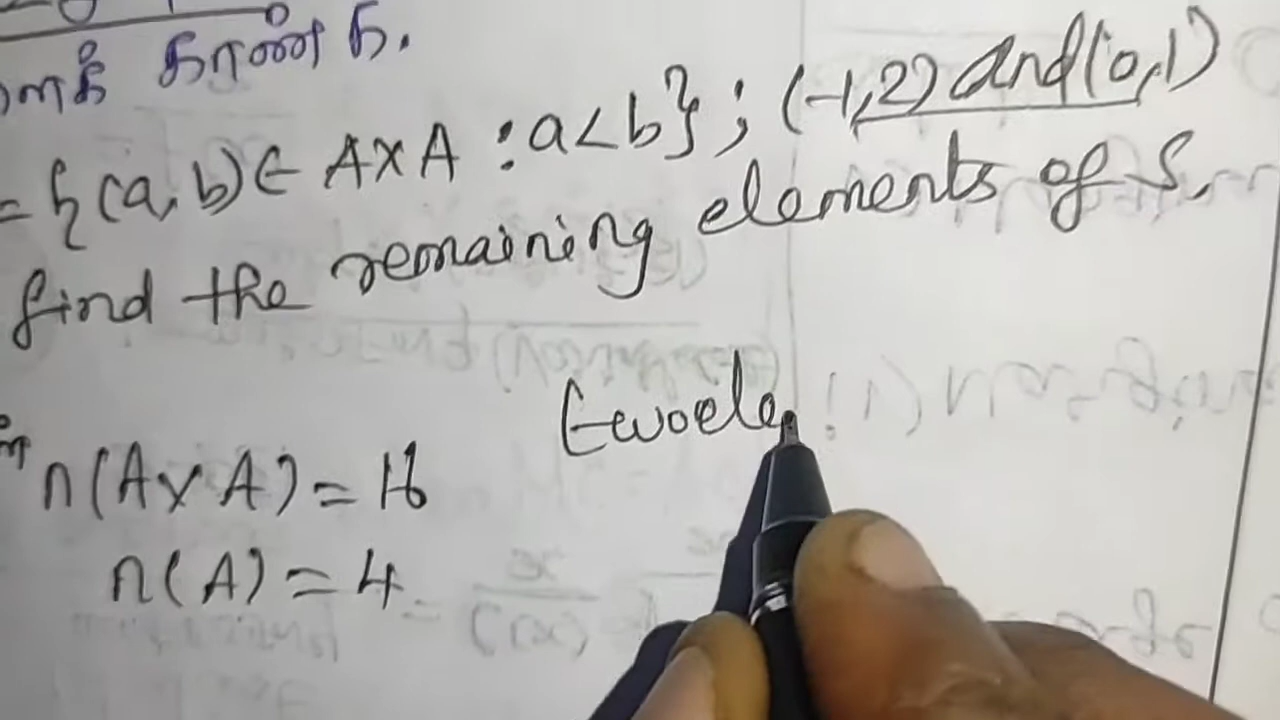 காண்க.
= {(a, b) ∈ A×A : a<b} ; (-1,2) and (0,1)
find the remaining elements of S.
two ele
n(A×A) = 16
n(A) = 4